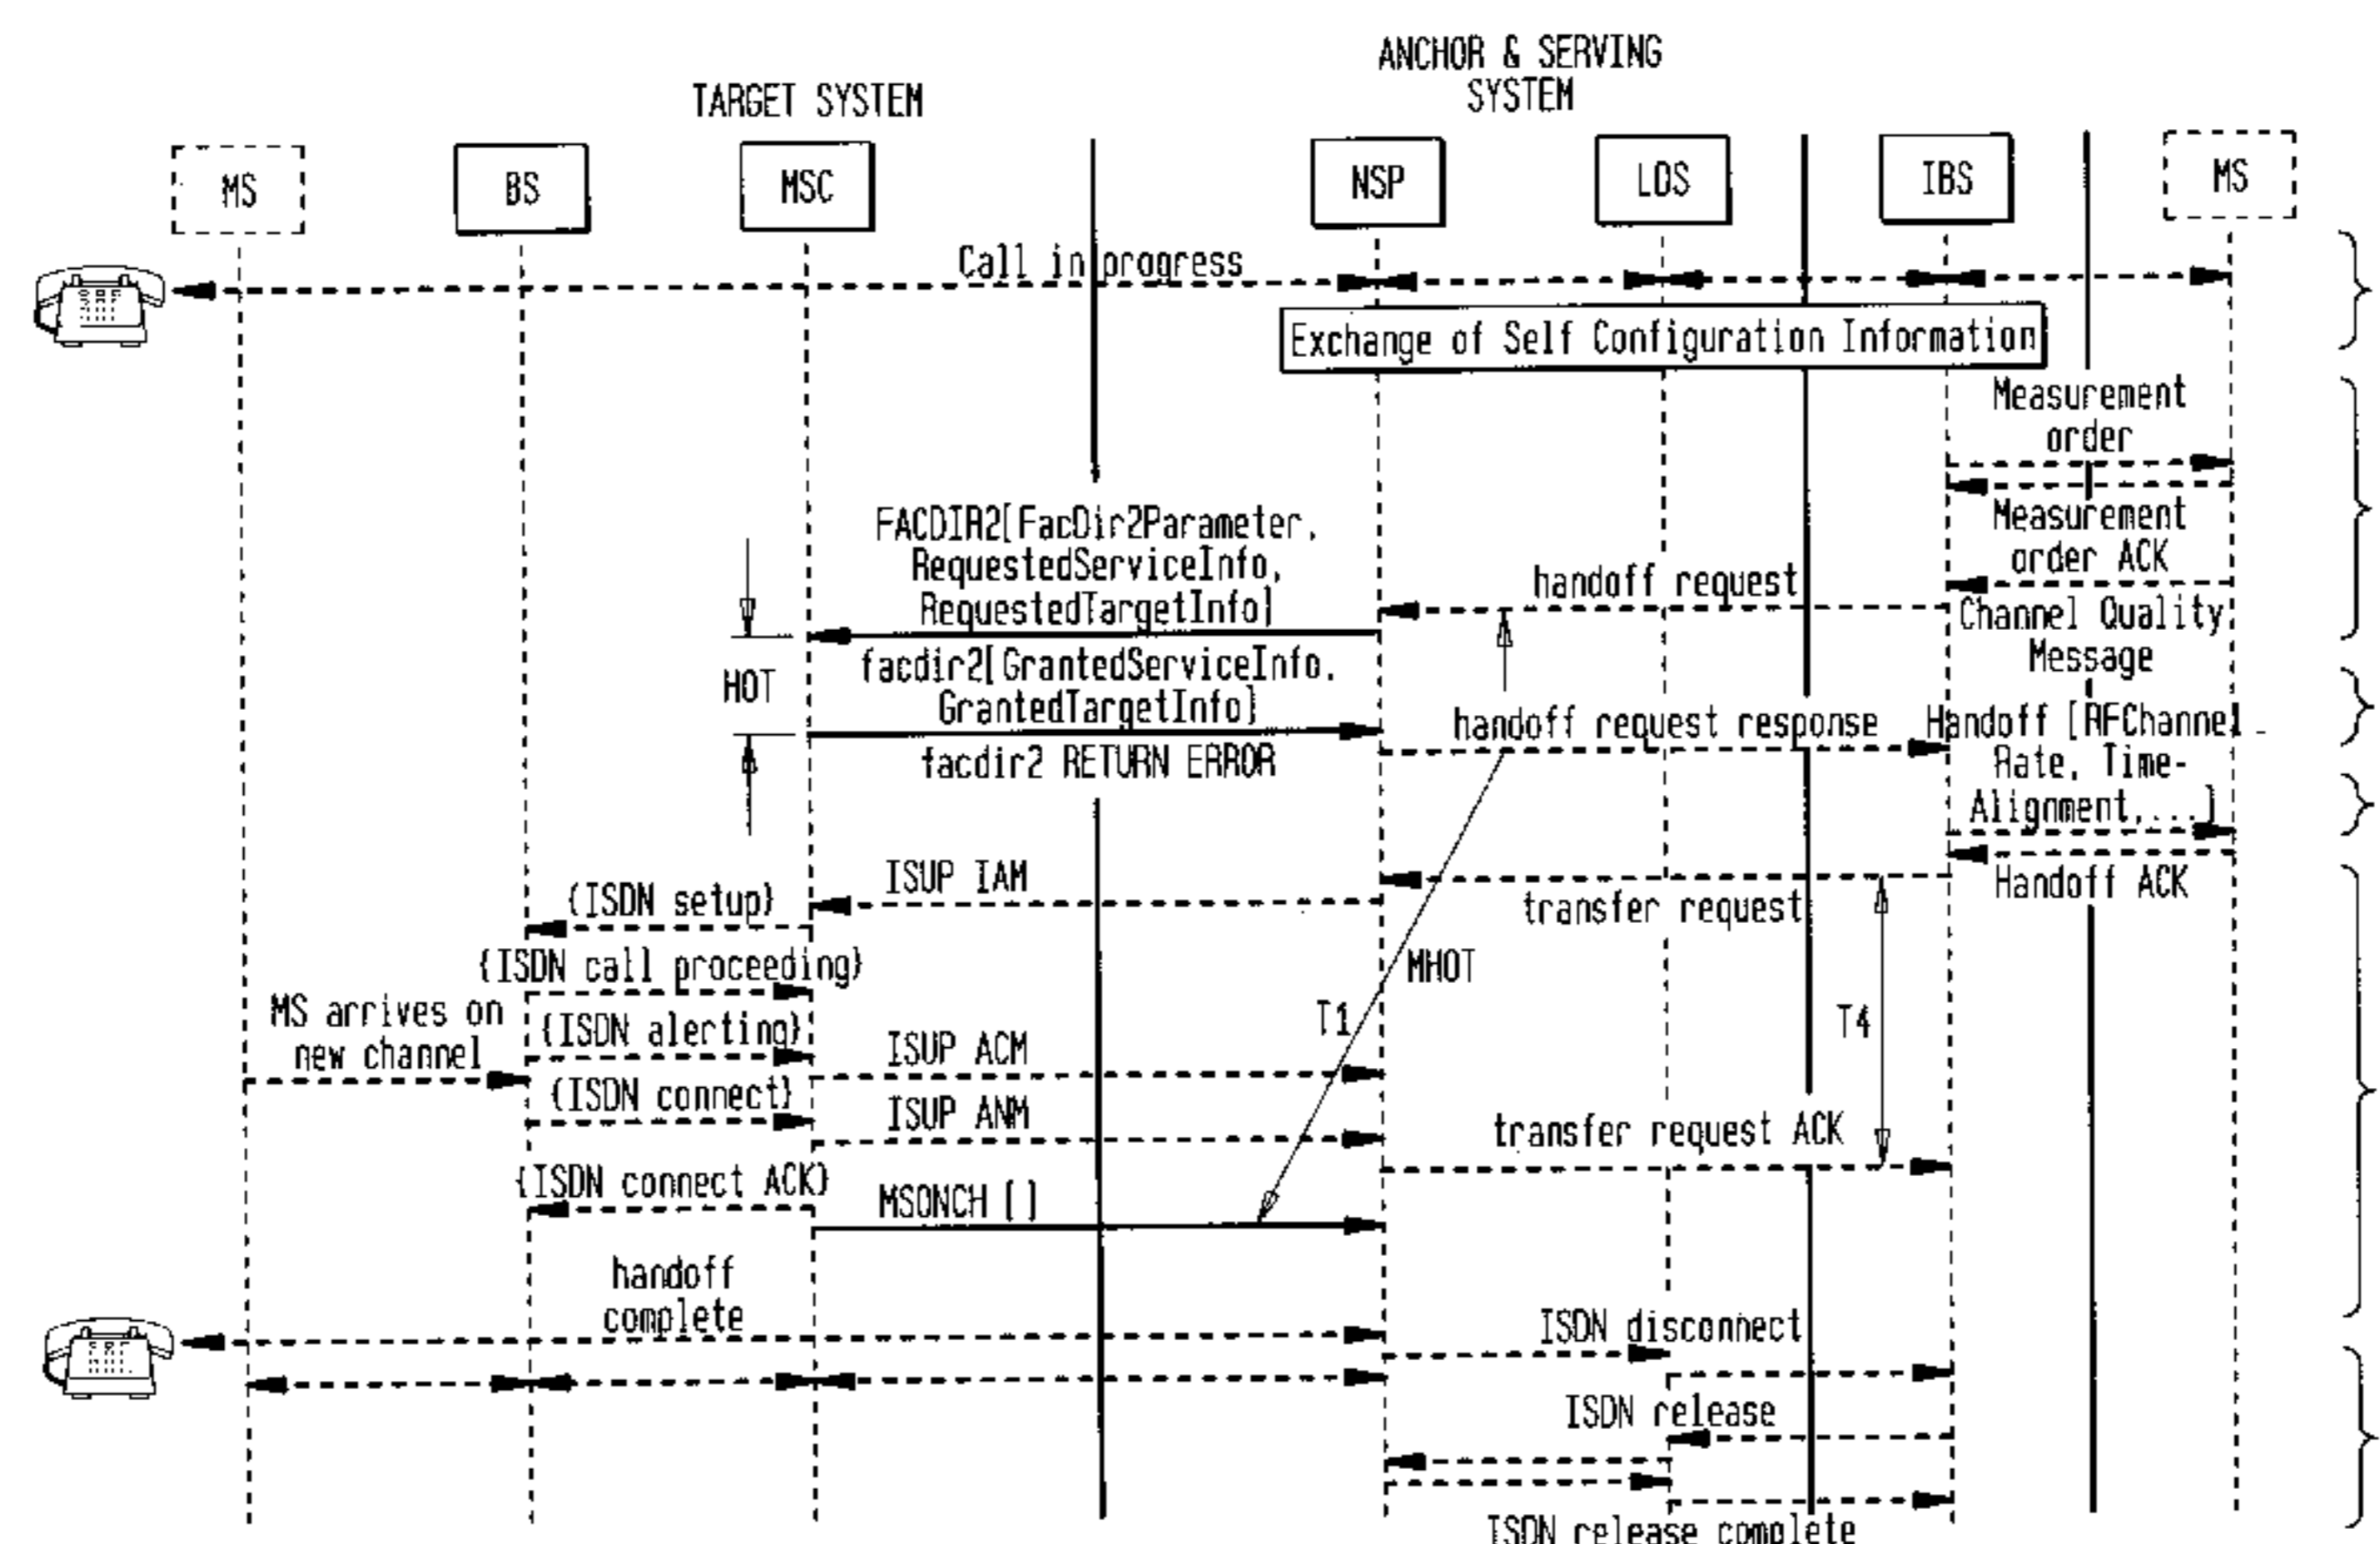 ANCHOR & SERVING
SYSTEM
TARGET SYSTEM
MS
BS
MSC
NSP
LDS
IBS
MS
Call in progress
Exchange of Self Configuration Information
Measurement
order
Measurement
order ACK
FACDIR2[FacDir2Parameter,
RequestedServiceInfo,
RequestedTargetInfo]
handoff request
Channel Quality
Message
HOT
facdir2[GrantedServiceInfo,
GrantedTargetInfo]
facdir2 RETURN ERROR
handoff request response
Handoff [RFChannel
Rate, Time-
Alignment,...]
Handoff ACK
ISUP IAM
transfer request
{ISDN setup}
{ISDN call proceeding}
MHOT
MS arrives on
new channel
{ISDN alerting}
ISUP ACM
T1
T4
{ISDN connect}
ISUP ANM
transfer request ACK
{ISDN connect ACK}
MSONCH []
handoff
complete
ISDN disconnect
ISDN release
ISDN release complete